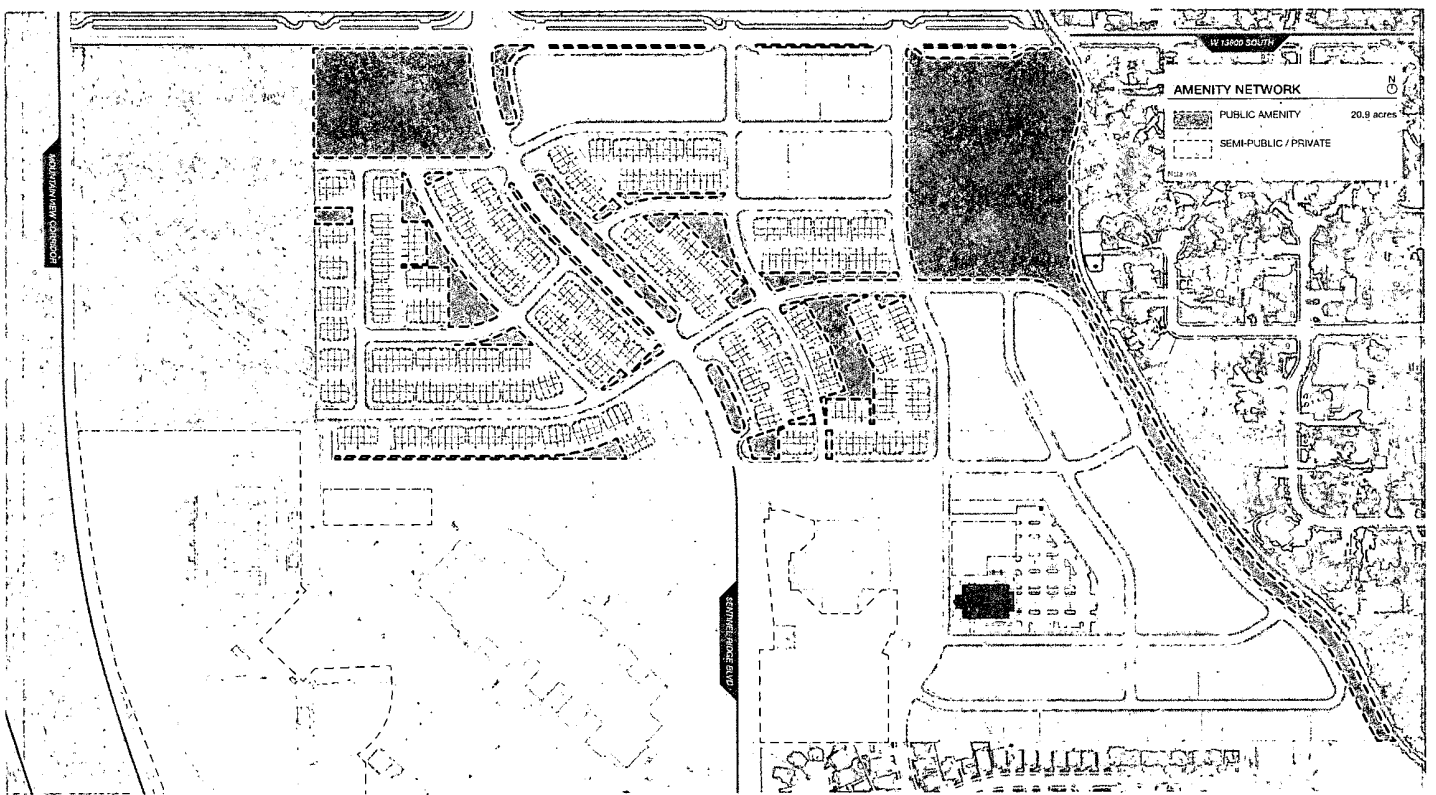 W 13800 SOUTH
AMENITY NETWORK
N
PUBLIC AMENITY 20.9 acres
SEMI-PUBLIC / PRIVATE
MOUNTAIN VIEW CORRIDOR
SENTINEL RIDGE BLVD.